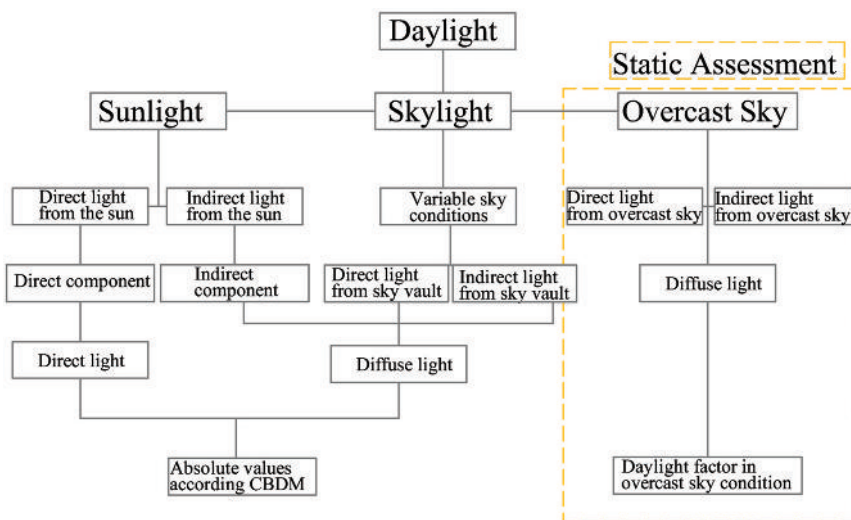 Daylight
Static Assessment
Sunlight
Skylight
Overcast Sky
Direct light
from the sun
Indirect light
from the sun
Variable sky
conditions
Direct light
from overcast sky
Indirect light
from overcast sky
Direct component
Indirect
component
Direct light
from sky vault
Indirect light
from sky vault
Diffuse light
Direct light
Diffuse light
Absolute values
according CBDM
Daylight factor in
overcast sky condition